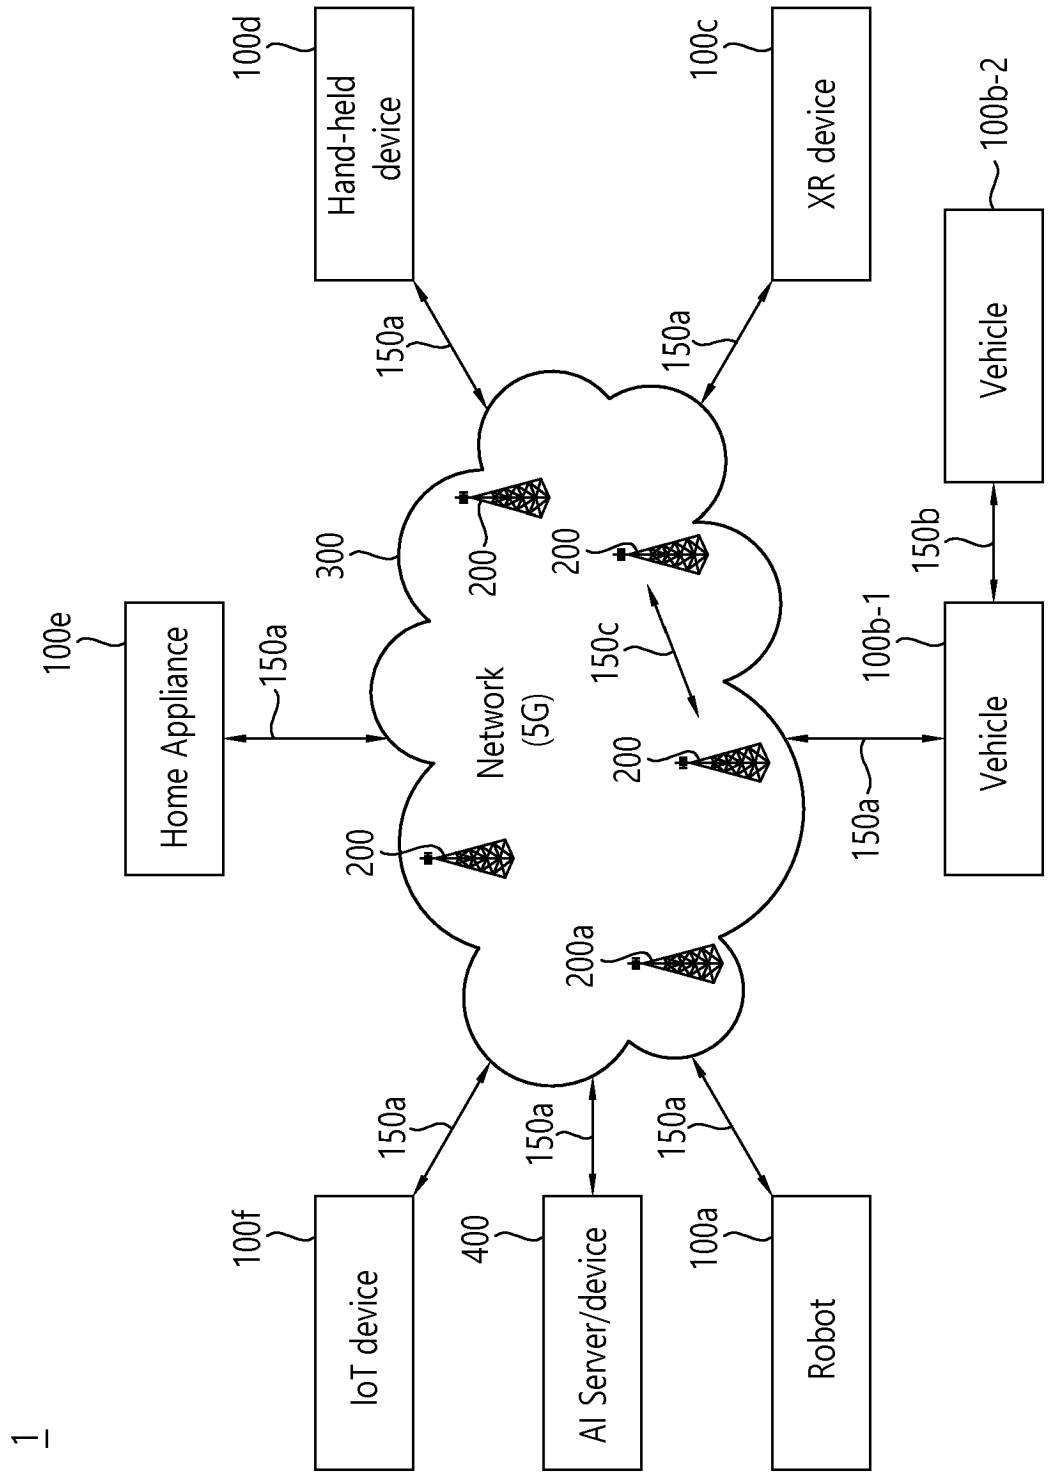 1
100e
Home Appliance
100f
100d
150a
300
Hand-held
device
IoT device
200
150a
150a
400
200
Network
(5G)
150a
200
200a
AI Server/device
150c
200
150a
150a
100a
100c
Robot
XR device
150a
100b-1
150b
Vehicle
Vehicle
100b-2